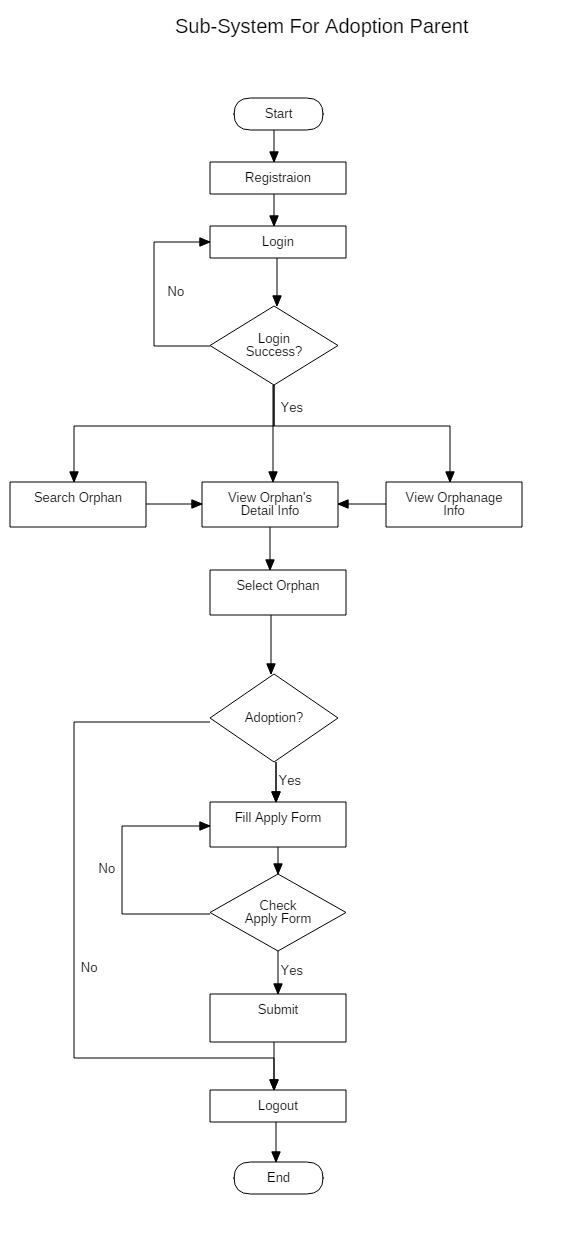 Sub-System For Adoption Parent
Start
Registraion
Login
No
Login
Success?
Yes
Search Orphan
View Orphan's
Detail Info
View Orphanage
Info
Select Orphan
Adoption?
Yes
Fill Apply Form
No
Check
Apply Form
No
Yes
Submit
Logout
End